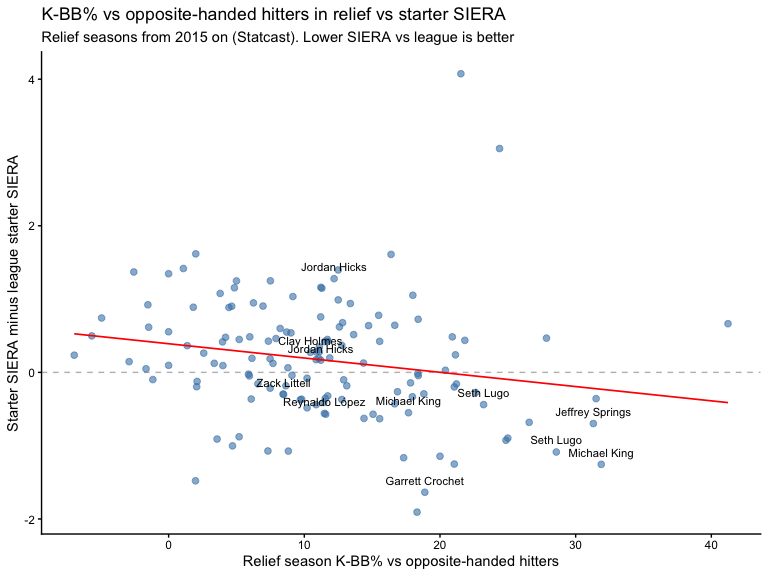 K-BB% vs opposite-handed hitters in relief vs starter SIERA
Relief seasons from 2015 on (Statcast). Lower SIERA vs league is better
4
2
0
-2
Starter SIERA minus league starter SIERA
Jordan Hicks
Clay Holmes
Jordan Hicks
Zack Littell
Reynaldo López
Michael King
Seth Lugo
Jeffrey Springs
Seth Lugo
Michael King
Garrett Crochet
0
10
20
30
40
Relief season K-BB% vs opposite-handed hitters